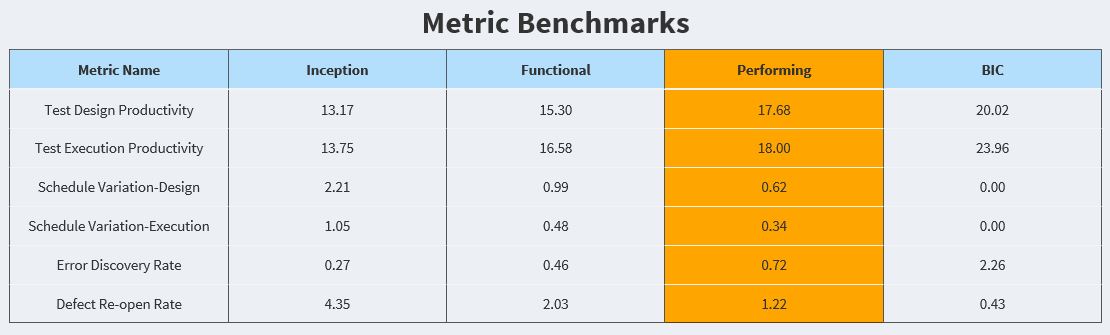 Metric Benchmarks
Metric Name Inception Functional Performing BIC
Test Design Productivity 13.17 15.30 17.68 20.02
Test Execution Productivity 13.75 16.58 18.00 23.96
Schedule Variation-Design 2.21 0.99 0.62 0.00
Schedule Variation-Execution 1.05 0.48 0.34 0.00
Error Discovery Rate 0.27 0.46 0.72 2.26
Defect Re-open Rate 4.35 2.03 1.22 0.43